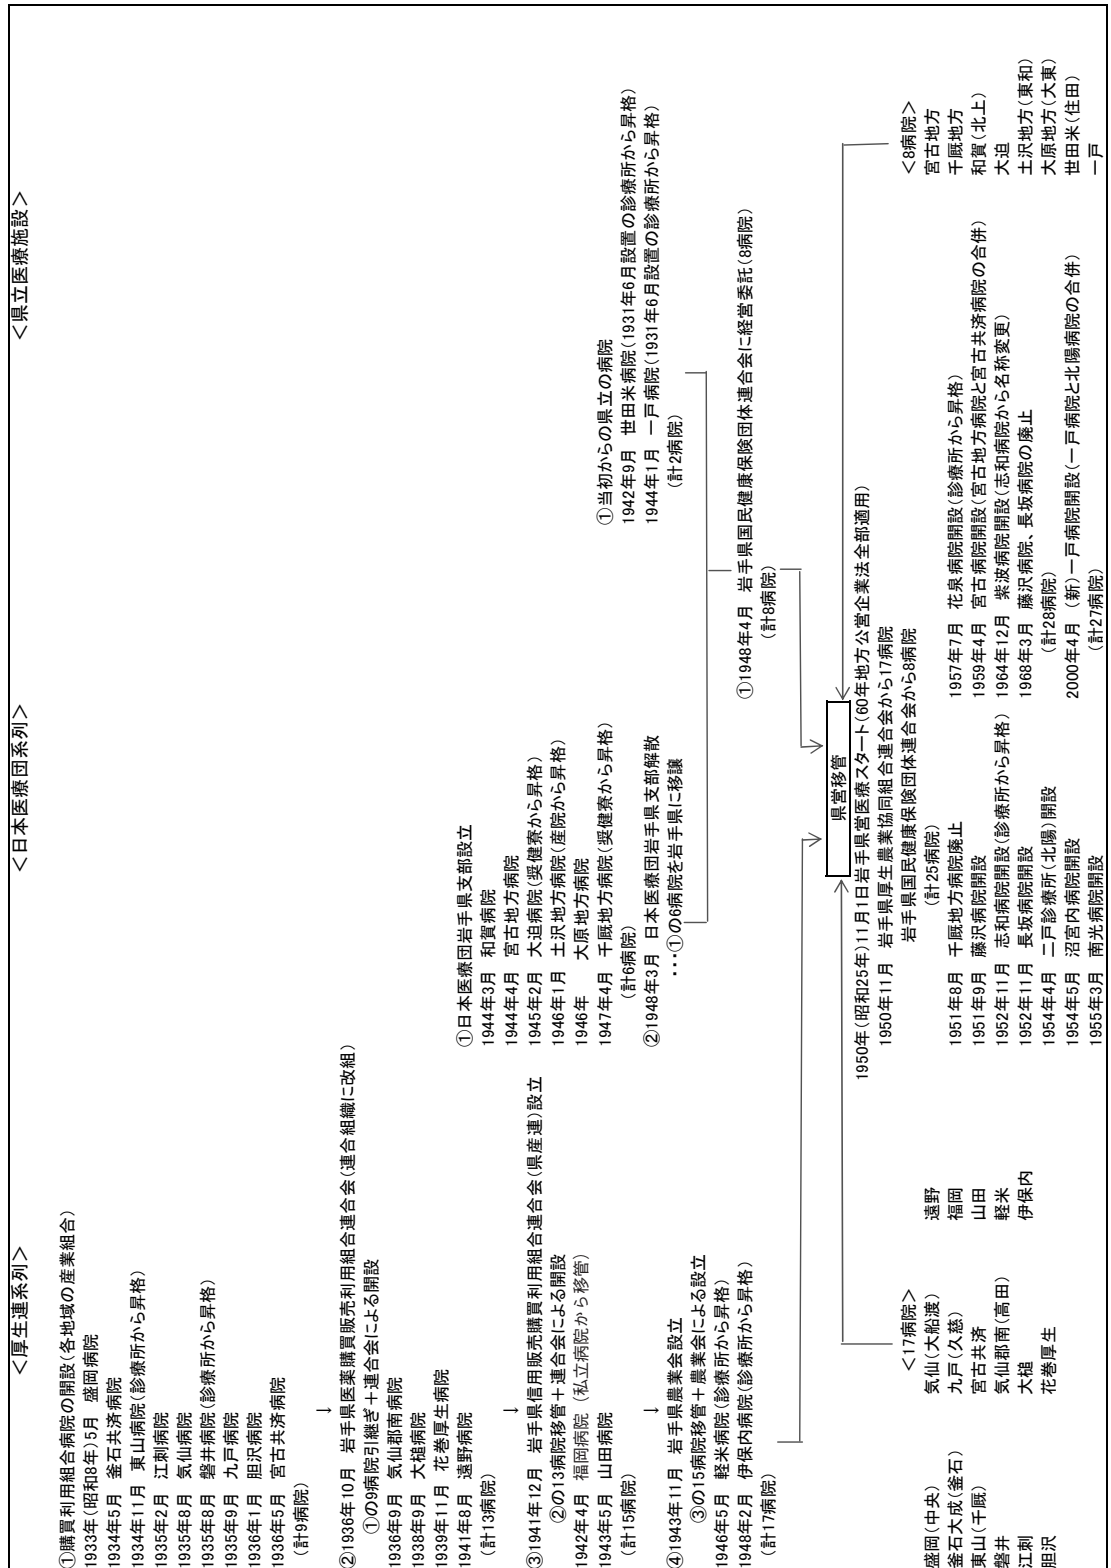 ＜厚生連系列＞
＜日本医療団系列＞
＜県立医療施設＞
①購買利用組合病院の開設（各地域の産業組合）
1933年（昭和8年）5月　盛岡病院
1934年5月　釜石共済病院
1934年11月　東山病院（診療所から昇格）
1935年2月　江刺病院
1935年8月　気仙病院
1935年8月　磐井病院（診療所から昇格）
1935年9月　九戸病院
1936年1月　胆沢病院
1936年5月　宮古共済病院
（計9病院）
↓
②1936年10月　岩手県医薬購買販売利用組合連合会（連合組織に改組）
①の9病院引継ぎ＋連合会による開設
1936年9月　気仙郡南病院
1938年9月　大槌病院
1939年11月　花巻厚生病院
1941年8月　遠野病院
（計13病院）
↓
③1941年12月　岩手県信用販売購買利用組合連合会（県産連）設立
②の13病院移管＋連合会による開設
1942年4月　福岡病院（私立病院から移管）
1943年5月　山田病院
（計15病院）
↓
④1943年11月　岩手県農業会設立
③の15病院移管＋農業会による設立
1946年5月　軽米病院（診療所から昇格）
1948年2月　伊保内病院（診療所から昇格）
（計17病院）
①日本医療団岩手県支部設立
1944年3月　和賀病院
1944年4月　宮古地方病院
1945年2月　大迫病院（奨健寮から昇格）
1946年1月　土沢地方病院（産院から昇格）
1946年　　大原地方病院
1947年4月　千厩地方病院（奨健寮から昇格）
（計6病院）
②1948年3月　日本医療団岩手県支部解散
・・・①の6病院を岩手県に移譲
①当初からの県立の病院
1942年9月　世田米病院（1931年6月設置の診療所から昇格）
1944年1月　一戸病院（1931年6月設置の診療所から昇格）
（計2病院）
①1948年4月　岩手県国民健康保険団体連合会に経営委託（8病院）
（計8病院）
県営移管
1950年（昭和25年）11月1日岩手県営医療スタート（60年地方公営企業法全部適用）
1950年11月　岩手県厚生農業協同組合連合会から17病院
岩手県国民健康保険団体連合会から8病院
（計25病院）
＜17病院＞
盛岡（中央）　気仙（大船渡）　遠野
釜石大成（釜石）　九戸（久慈）　福岡
東山（千厩）　宮古共済　山田
磐井　気仙郡南（高田）　軽米
江刺　大槌　伊保内
胆沢　花巻厚生
1951年8月　千厩地方病院廃止
1951年9月　藤沢病院開設
1952年11月　志和病院開設（診療所から昇格）
1952年11月　長坂病院開設
1954年4月　二戸診療所（北陽）開設
1954年5月　沼宮内病院開設
1955年3月　南光病院開設
1957年7月　花泉病院開設（診療所から昇格）
1959年4月　宮古病院開設（宮古地方病院と宮古共済病院の合併）
1964年12月　紫波病院開設（志和病院から名称変更）
1968年3月　藤沢病院、長坂病院の廃止
（計28病院）
2000年4月　（新）一戸病院開設（一戸病院と北陽病院の合併）
（計27病院）
＜8病院＞
宮古地方
千厩地方
和賀（北上）
大迫
土沢地方（東和）
大原地方（大東）
世田米（住田）
一戸